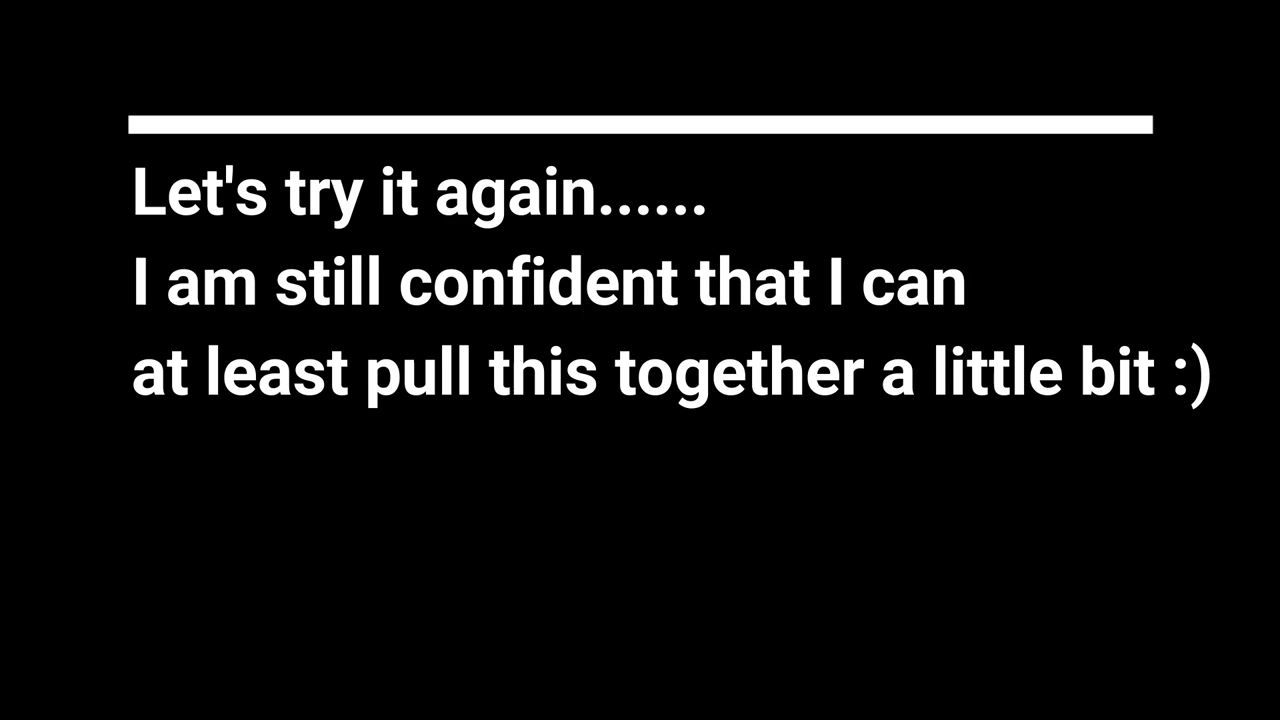 Let's try it again......
I am still confident that I can
at least pull this together a little bit :)